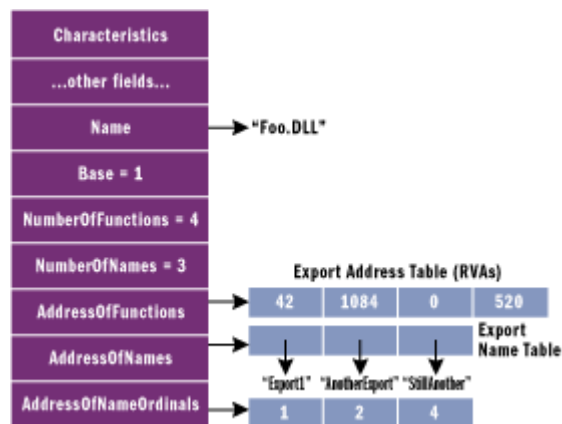 Characteristics
...other fields...
Name
"Foo.DLL"
Base = 1
NumberOfFunctions = 4
NumberOfNames = 3
Export Address Table (RVAs)
AddressOfFunctions
42 1084 0 520
AddressOfNames
Export
Name Table
"Export1" "AnotherExport" "StillAnother"
AddressOfNameOrdinals
1 2 4